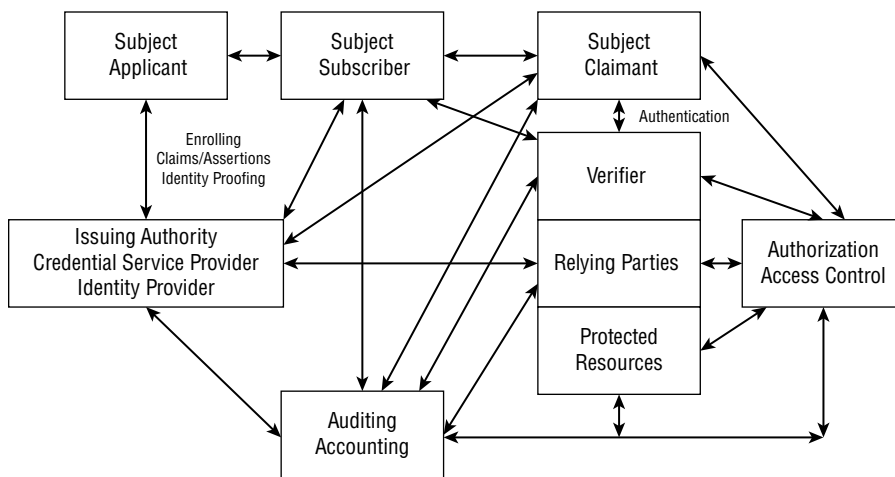 Subject
Applicant
Subject
Subscriber
Subject
Claimant
Enrolling
Claims/Assertions
Identity Proofing
Authentication
Verifier
Issuing Authority
Credential Service Provider
Identity Provider
Relying Parties
Authorization
Access Control
Protected
Resources
Auditing
Accounting